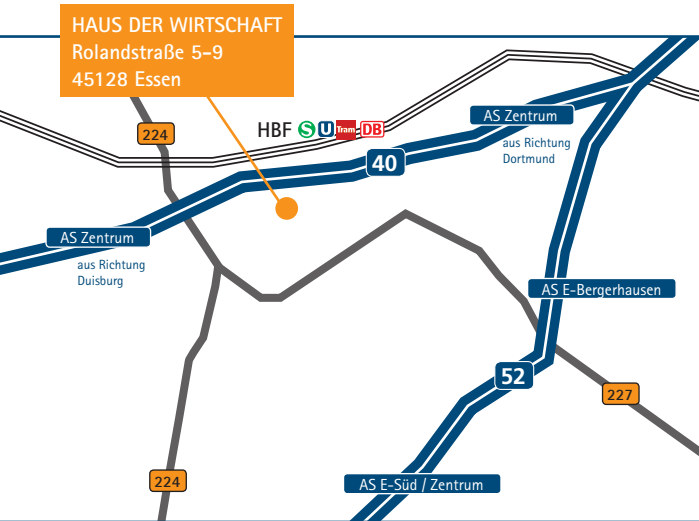 HAUS DER WIRTSCHAFT
Rolandstraße 5-9
45128 Essen
224
HBF S U Tram DB
AS Zentrum
aus Richtung
Dortmund
40
AS Zentrum
aus Richtung
Duisburg
AS E-Bergerhausen
52
227
224
AS E-Süd / Zentrum